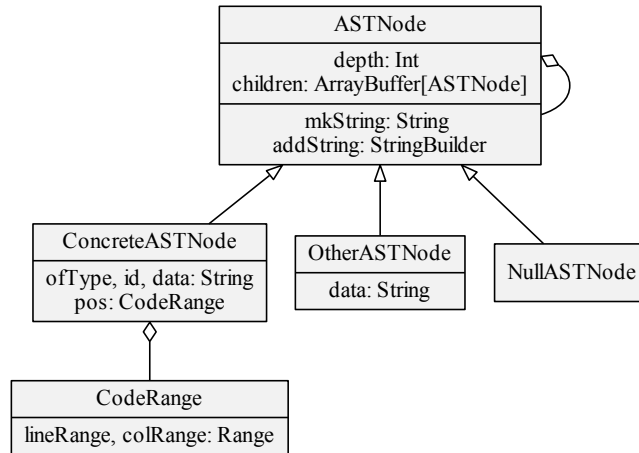 ASTNode
depth: Int
children: ArrayBuffer[ASTNode]
mkString: String
addString: StringBuilder
ConcreteASTNode
ofType, id, data: String
pos: CodeRange
OtherASTNode
data: String
NullASTNode
CodeRange
lineRange, colRange: Range